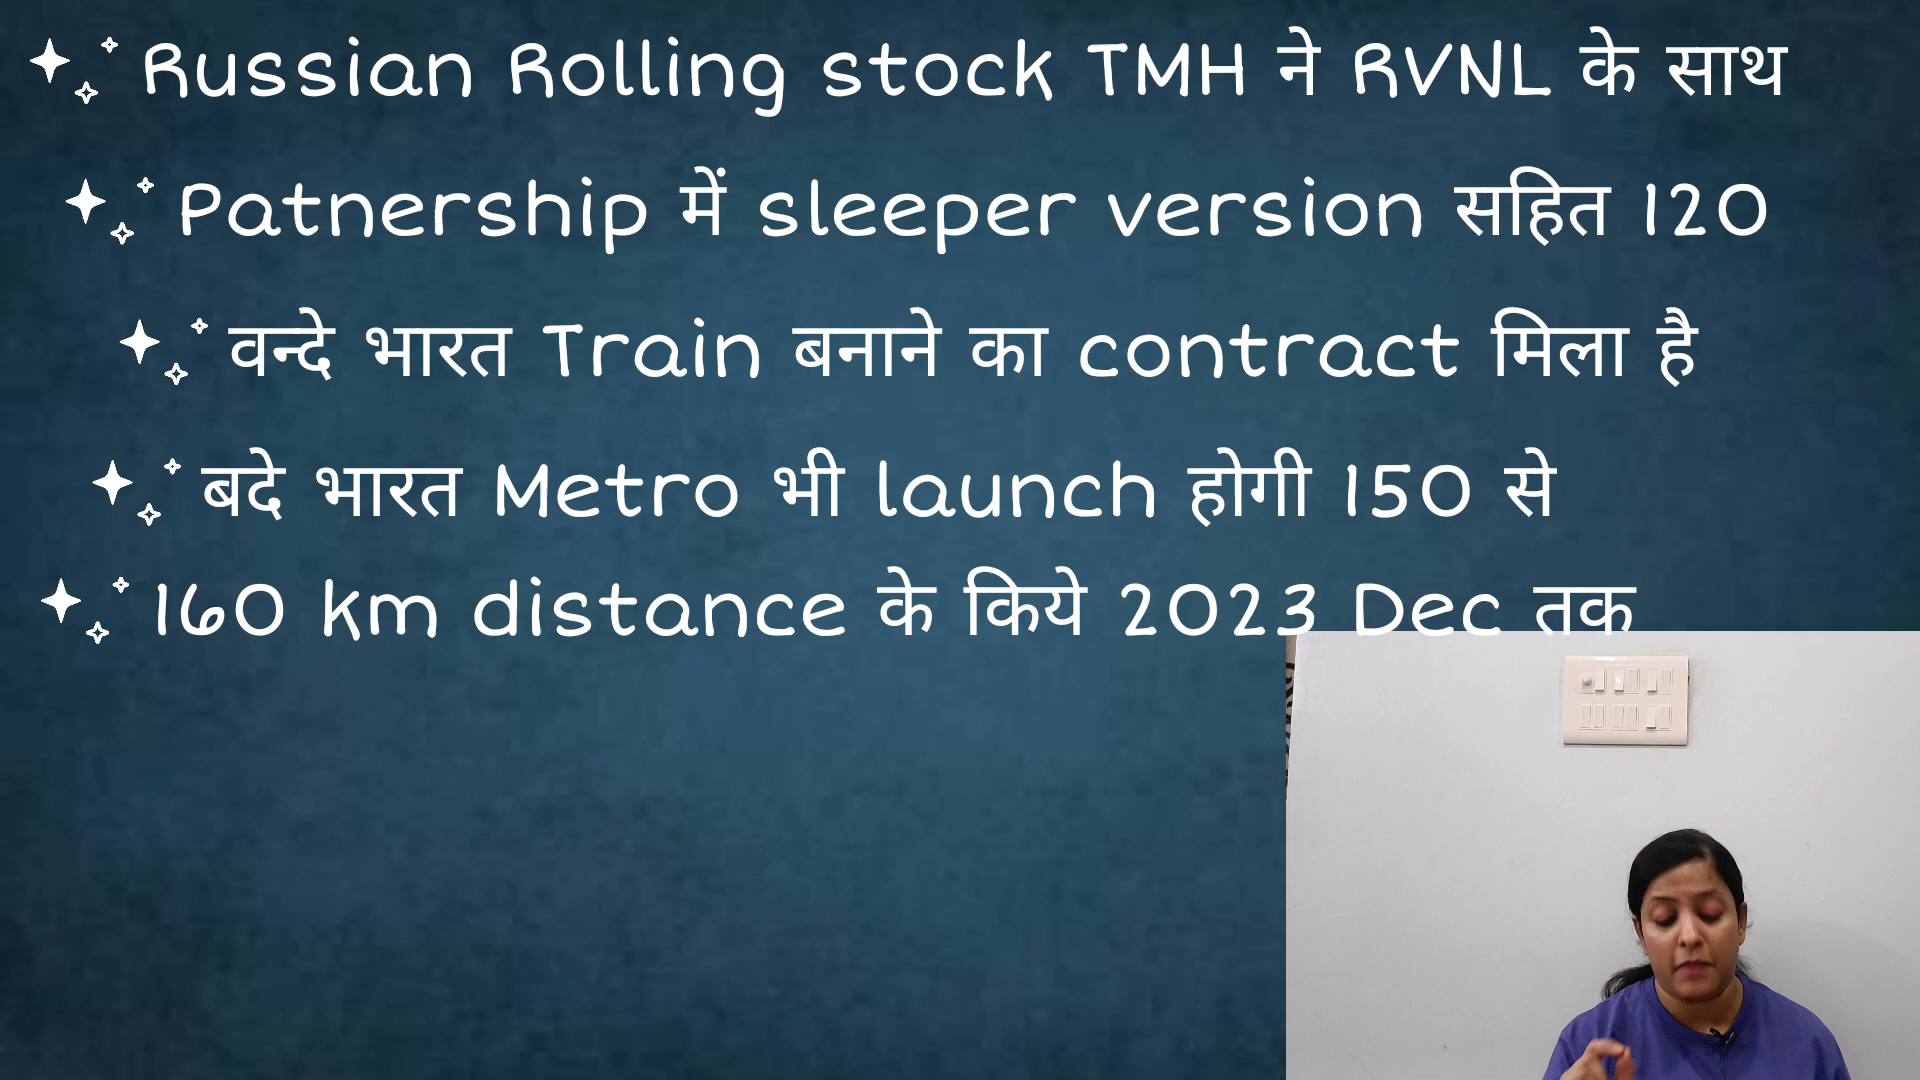 Russian Rolling stock TMH ने RVNL के साथ
Patnership में sleeper version सहित 120
वन्दे भारत Train बनाने का contract मिला है
बदे भारत Metro भी launch होगी 150 से
160 km distance के किये 2023 Dec तक